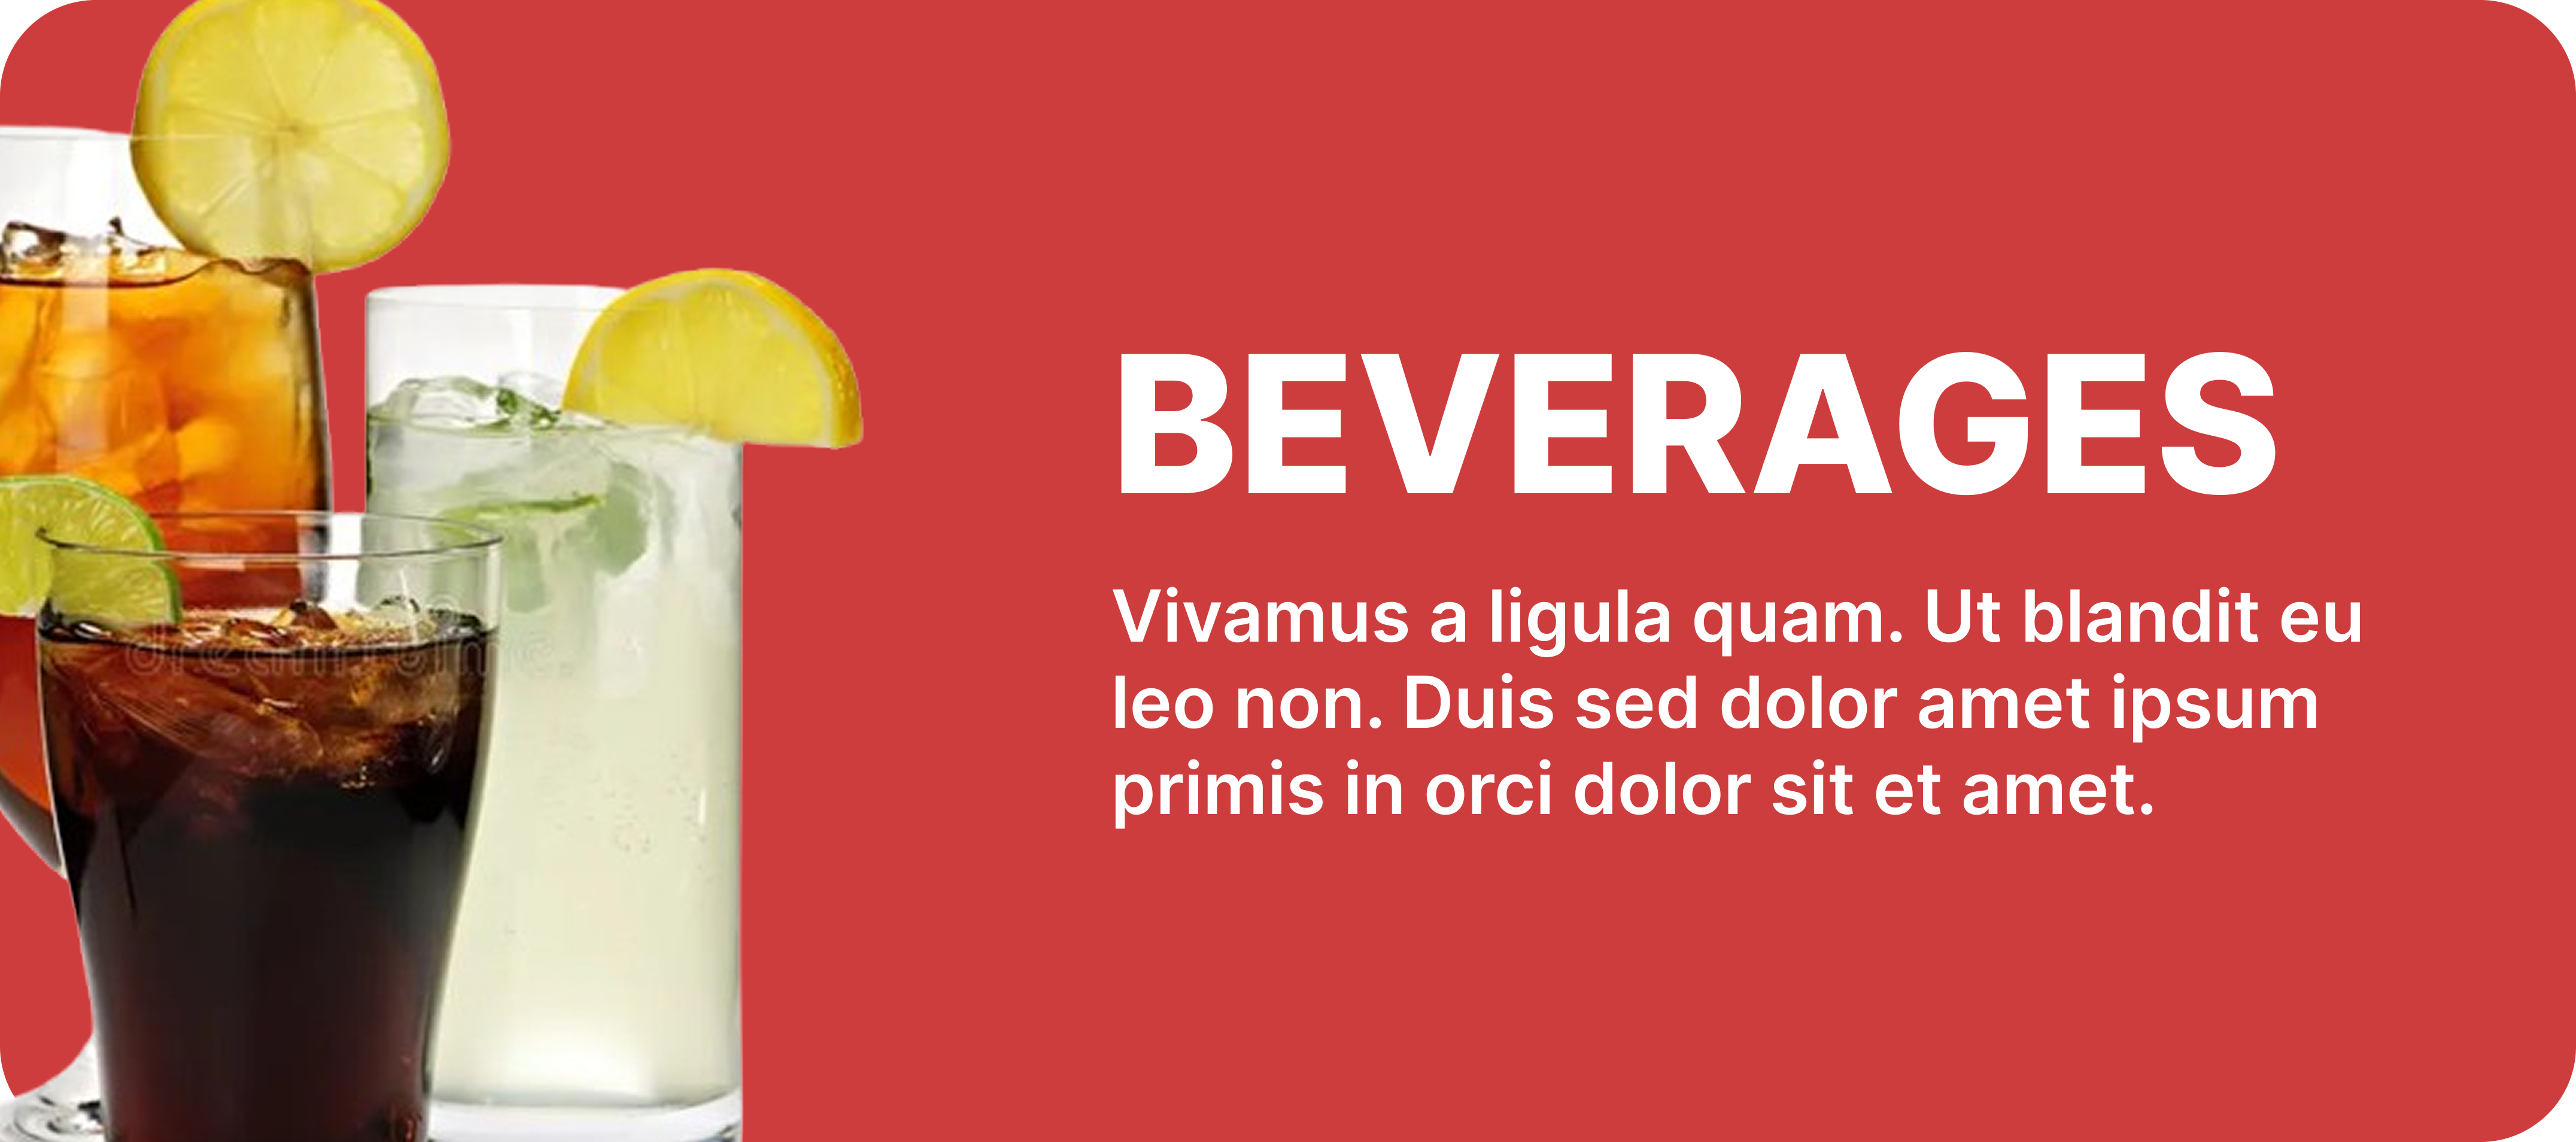 BEVERAGES
Vivamus a ligula quam. Ut blandit eu
leo non. Duis sed dolor amet ipsum
primis in orci dolor sit et amet.